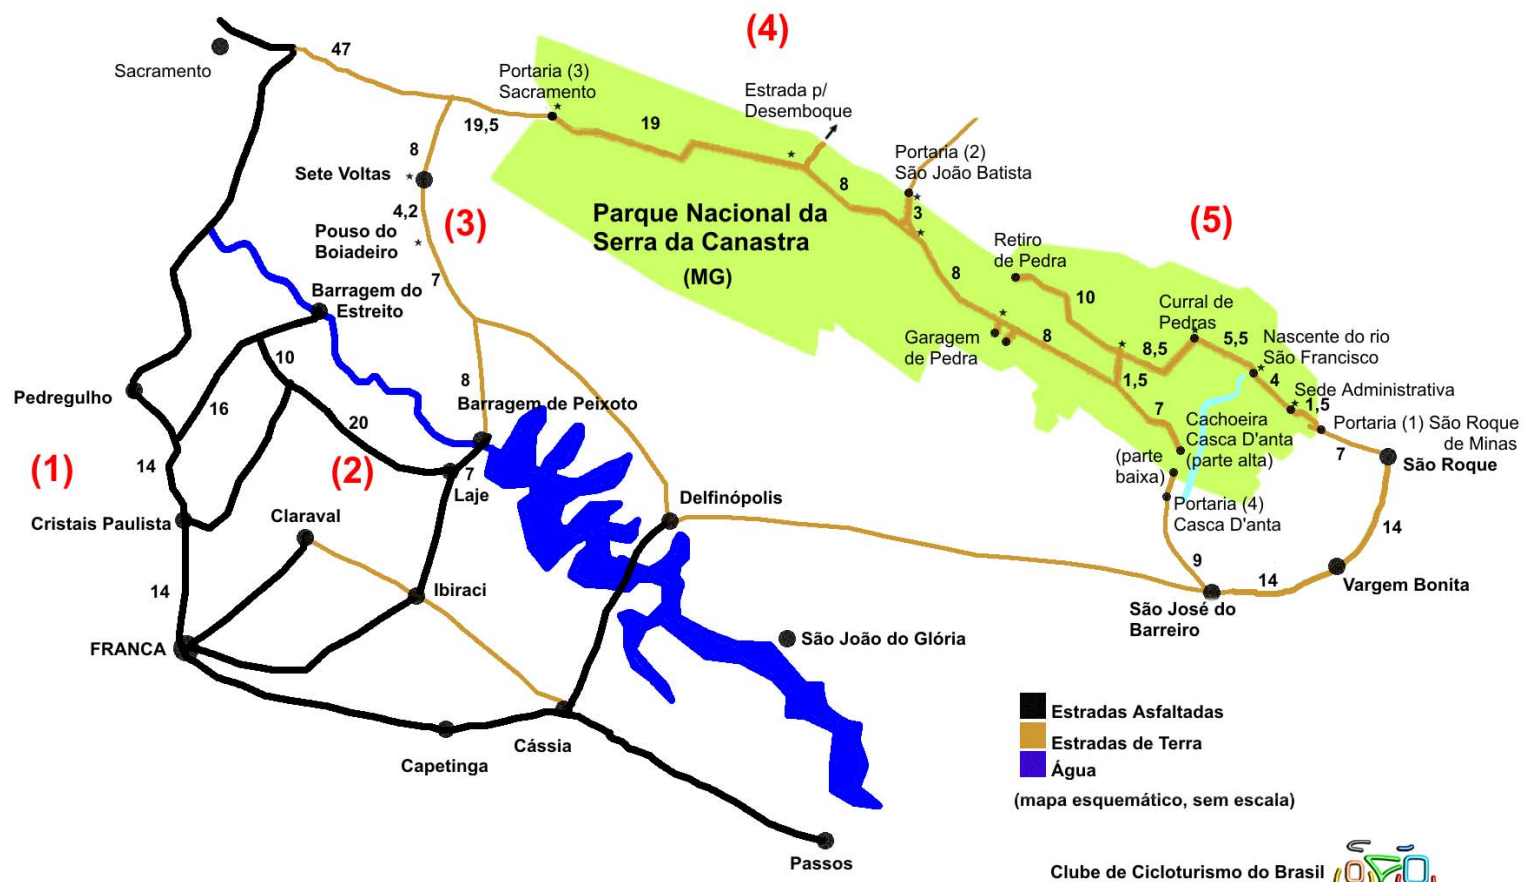 (4)
47
Sacramento
Portaria (3)
Sacramento
19,5
19
Estrada p/
Desemboque
Portaria (2)
São João Batista
8
Sete Voltas
4,2
(3)
Pouso do
Boiadeiro
7
Parque Nacional da
Serra da Canastra
(MG)
8
3
8
(5)
Retiro
de Pedra
10
Curral de
Pedras
5,5
Nascente do rio
São Francisco
Garagem
de Pedra
8
8,5
1,5
4
Sede Administrativa
1,5
Portaria (1) São Roque
de Minas
7
São Roque
7
Cachoeira
Casca D'anta
(parte alta)
(parte
baixa)
Portaria (4)
Casca D'anta
Barragem do
Estreito
10
8
Barragem de Peixoto
Pedregulho
16
20
(1)
14
(2)
7
Laje
Delfinópolis
Cristais Paulista
Claraval
14
9
14
Vargem Bonita
14
Ibiraci
São José do
Barreiro
FRANCA
São João do Glória
Capetinga
Cássia
Passos
Estradas Asfaltadas
Estradas de Terra
Água
(mapa esquemático, sem escala)
Clube de Cicloturismo do Brasil